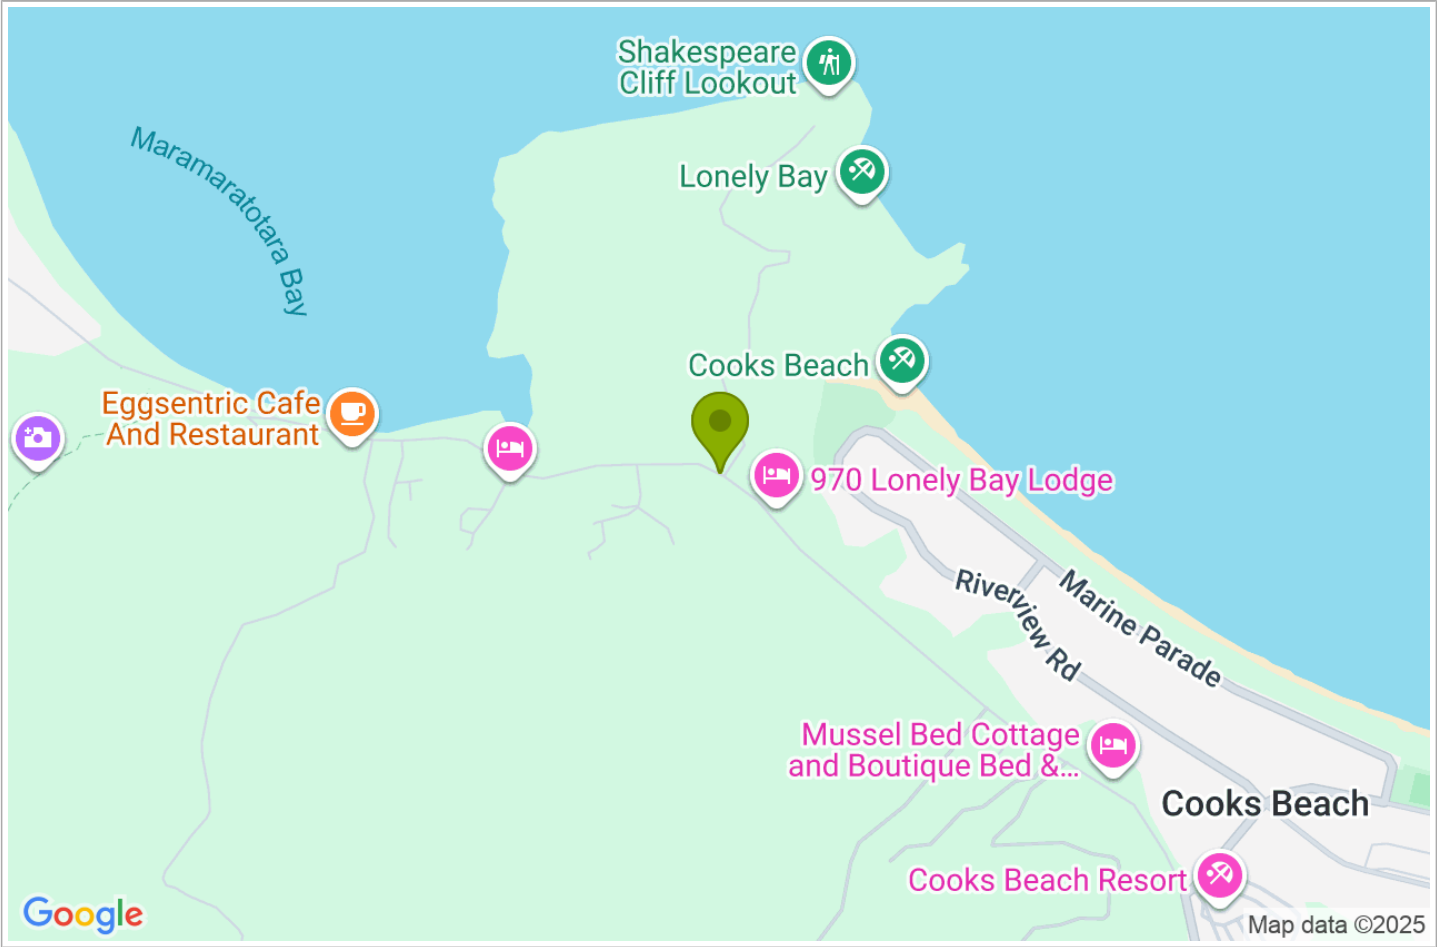 Shakespeare
Cliff Lookout
Maramaratotara Bay
Lonely Bay
Cooks Beach
Eggsentric Cafe
And Restaurant
970 Lonely Bay Lodge
Riverview Rd
Marine Parade
Mussel Bed Cottage
and Boutique Bed &...
Cooks Beach
Cooks Beach Resort
Google
Map data ©2025